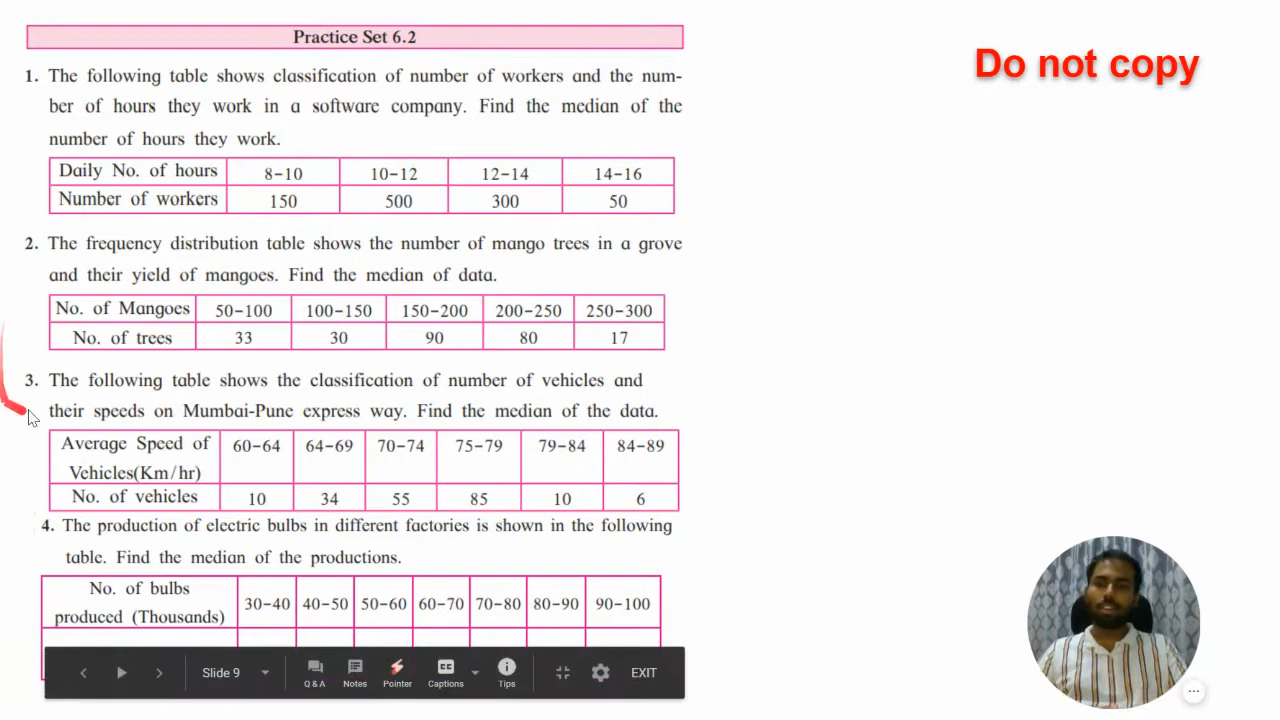 Practice Set 6.2
Do not copy
1. The following table shows classification of number of workers and the num-
ber of hours they work in a software company. Find the median of the
number of hours they work.
Daily No. of hours 8-10 10-12 12-14 14-16
Number of workers 150 500 300 50
2. The frequency distribution table shows the number of mango trees in a grove
and their yield of mangoes. Find the median of data.
No. of Mangoes 50-100 100-150 150-200 200-250 250-300
No. of trees 33 30 90 80 17
3. The following table shows the classification of number of vehicles and
their speeds on Mumbai-Pune express way. Find the median of the data.
Average Speed of
Vehicles(Km/hr) 60-64 64-69 70-74 75-79 79-84 84-89
No. of vehicles 10 34 55 85 10 6
4. The production of electric bulbs in different factories is shown in the following
table. Find the median of the productions.
No. of bulbs
produced (Thousands) 30-40 40-50 50-60 60-70 70-80 80-90 90-100
Slide 9
Q & A Notes Pointer Captions Tips
CC
EXIT